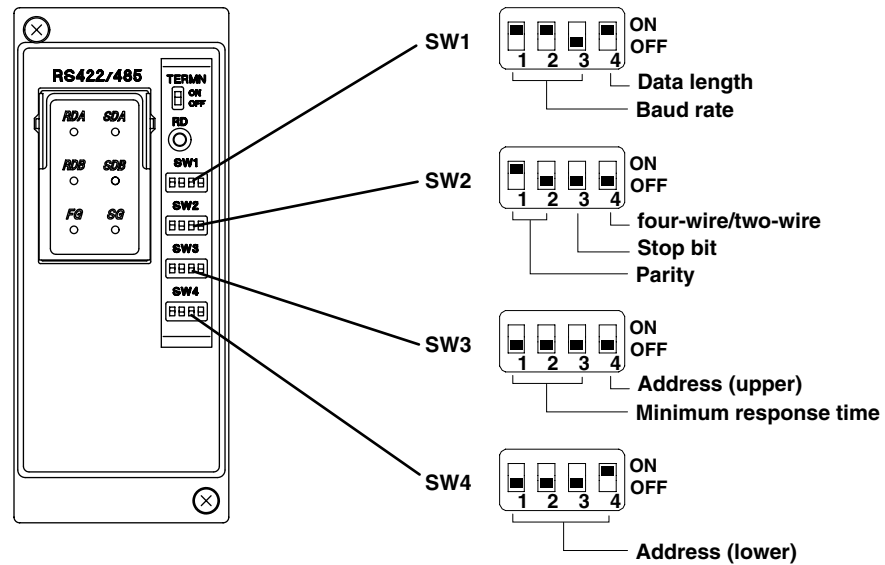 RS422/485
TERMN
ON
OFF
RDA SDA
RD
RDB SDB
SW1
FG SG
SW2
SW3
SW4
SW1
ON
OFF
1 2 3 4
Data length
Baud rate
SW2
ON
OFF
1 2 3 4
four-wire/two-wire
Stop bit
Parity
SW3
ON
OFF
1 2 3 4
Address (upper)
Minimum response time
SW4
ON
OFF
1 2 3 4
Address (lower)